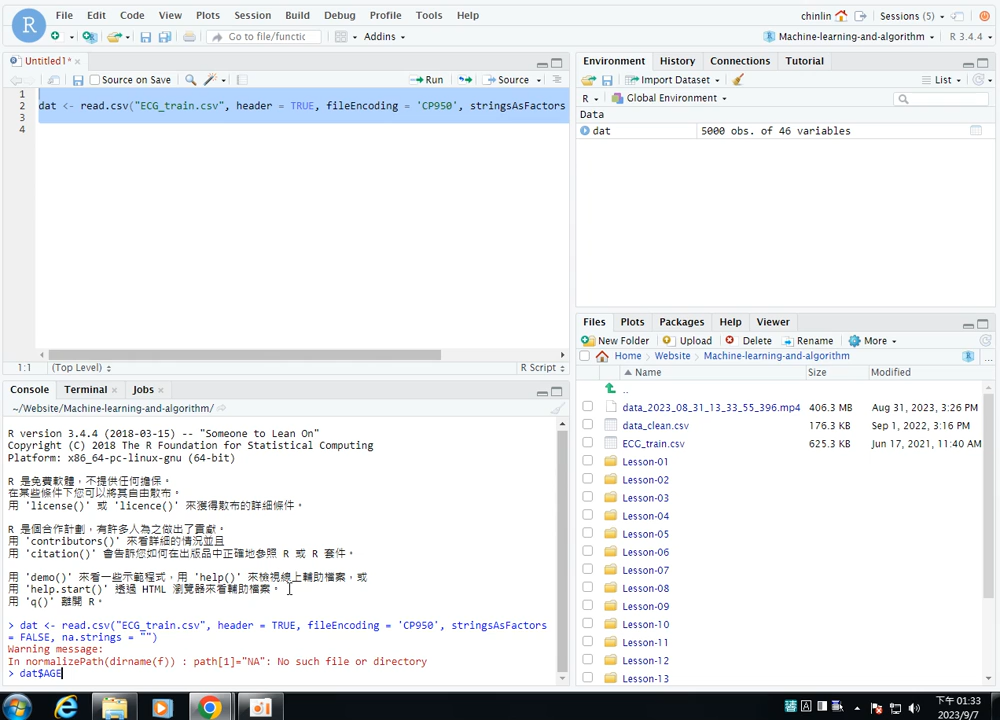 File Edit Code View Plots Session Build Debug Profile Tools Help
chinlin Sessions (5)
Go to file/functic Addins
Machine-learning-and-algorithm R 3.4.4
Untitled1*
Source on Save Run Source
1
2 dat <- read.csv("ECG_train.csv", header = TRUE, fileEncoding = 'CP950', stringsAsFactors
3
4
1:1 (Top Level) R Script
Console Terminal Jobs
~/Website/Machine-learning-and-algorithm/
R version 3.4.4 (2018-03-15) -- "Someone to Lean On"
Copyright (C) 2018 The R Foundation for Statistical Computing
Platform: x86_64-pc-linux-gnu (64-bit)
R 是免費軟體，不提供任何擔保。
在某些條件下您可以將其自由散布。
用 'license()' 或 'licence()' 來獲得散布的詳細條件。
R 是個合作計劃，有許多人為之做出了貢獻。
用 'contributors()' 來看詳細的情況並且
用 'citation()' 會告訴您如何在出版品中正確地參照 R 或 R 套件。
用 'demo()' 來看一些示範程式，用 'help()' 來檢視線上輔助檔案，或
用 'help.start()' 透過 HTML 瀏覽器來看輔助檔案。
用 'q()' 離開 R。
> dat <- read.csv("ECG_train.csv", header = TRUE, fileEncoding = 'CP950', stringsAsFactors
= FALSE, na.strings = "")
Warning message:
In normalizePath(dirname(f)) : path[1]="NA": No such file or directory
> dat$AGE
Environment History Connections Tutorial
Import Dataset List
R Global Environment
Data
dat 5000 obs. of 46 variables
Files Plots Packages Help Viewer
New Folder Upload Delete Rename More
Home Website Machine-learning-and-algorithm ...
Name Size Modified
..
data_2023_08_31_13_33_55_396.mp4 406.3 MB Aug 31, 2023, 3:26 PM
data_clean.csv 176.3 KB Sep 1, 2022, 3:16 PM
ECG_train.csv 625.3 KB Jun 17, 2021, 11:40 AM
Lesson-01
Lesson-02
Lesson-03
Lesson-04
Lesson-05
Lesson-06
Lesson-07
Lesson-08
Lesson-09
Lesson-10
Lesson-11
Lesson-12
Lesson-13
下午 01:33
2023/9/7